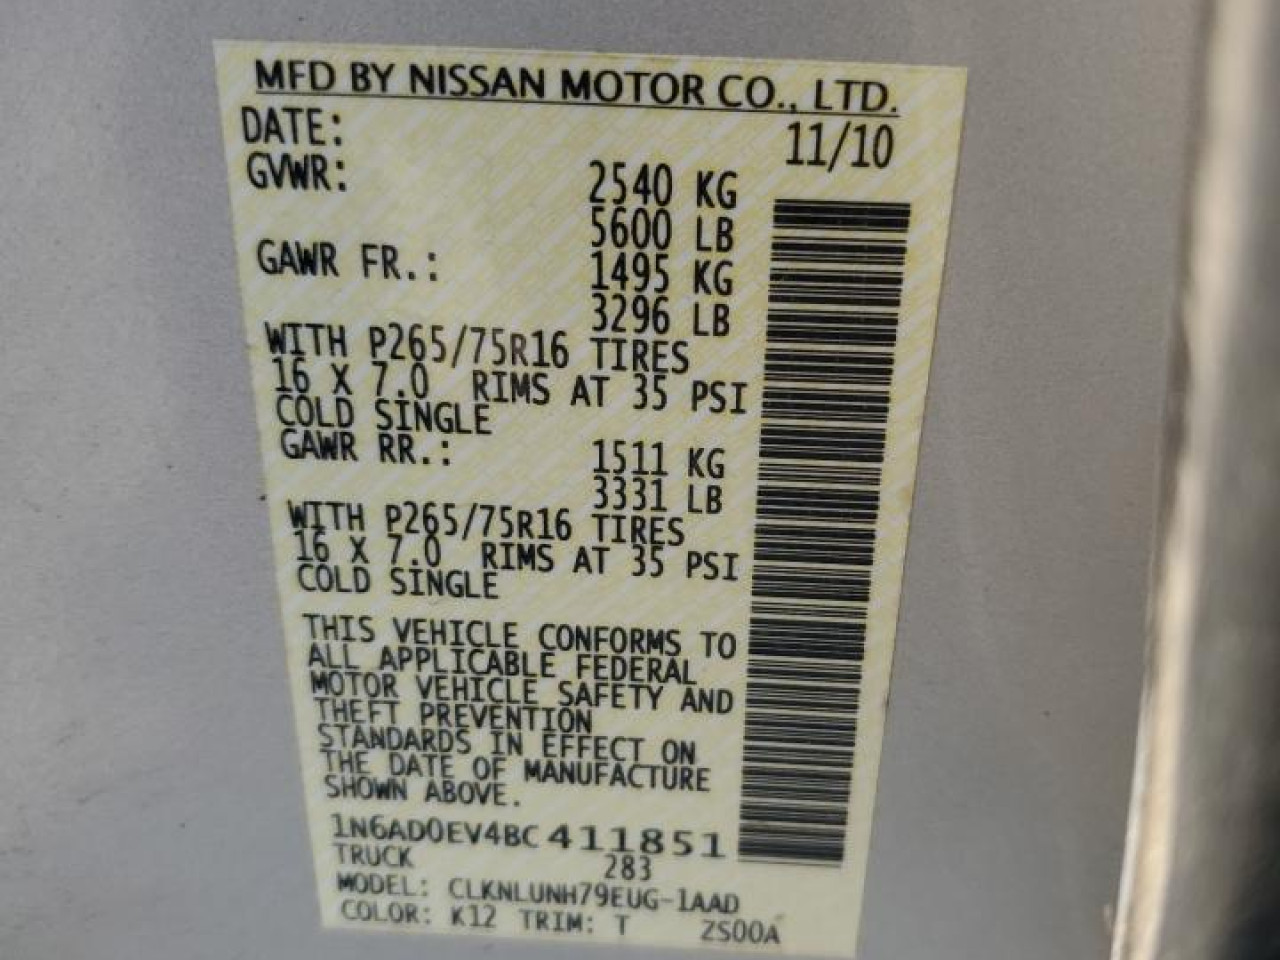 MFD BY NISSAN MOTOR CO., LTD.
DATE: 11/10
GVWR: 2540 KG
5600 LB
GAWR FR.: 1495 KG
3296 LB
WITH P265/75R16 TIRES
16 X 7.0 RIMS AT 35 PSI
COLD SINGLE
GAWR RR.: 1511 KG
3331 LB
WITH P265/75R16 TIRES
16 X 7.0 RIMS AT 35 PSI
COLD SINGLE
THIS VEHICLE CONFORMS TO
ALL APPLICABLE FEDERAL
MOTOR VEHICLE SAFETY AND
THEFT PREVENTION
STANDARDS IN EFFECT ON
THE DATE OF MANUFACTURE
SHOWN ABOVE.
1N6AD0EV4BC 411851
TRUCK 283
MODEL: CLKNLUNH79EUG-1AAD
COLOR: K12 TRIM: T ZS00A